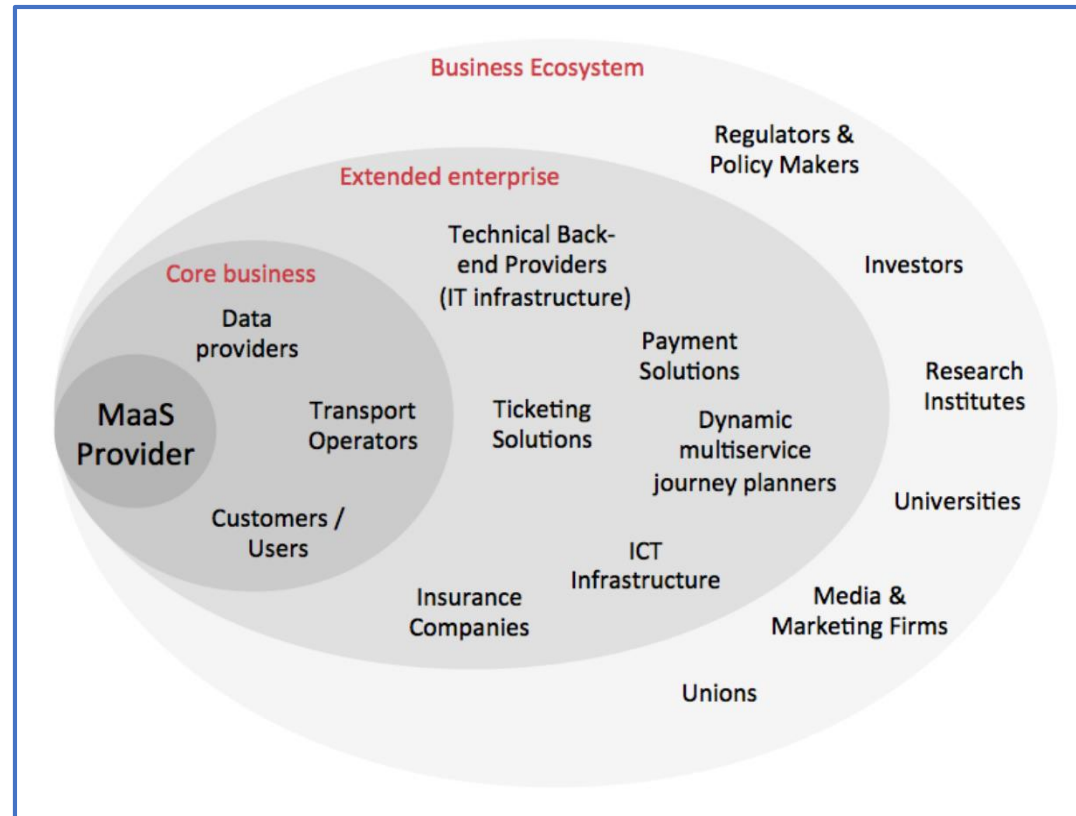 Business Ecosystem
Regulators &
Policy Makers
Extended enterprise
Technical Back-
end Providers
(IT infrastructure)
Investors
Core business
Data
providers
Payment
Solutions
Research
Institutes
MaaS
Provider
Transport
Operators
Ticketing
Solutions
Dynamic
multiservice
journey planners
Universities
Customers /
Users
ICT
Infrastructure
Insurance
Companies
Media &
Marketing Firms
Unions